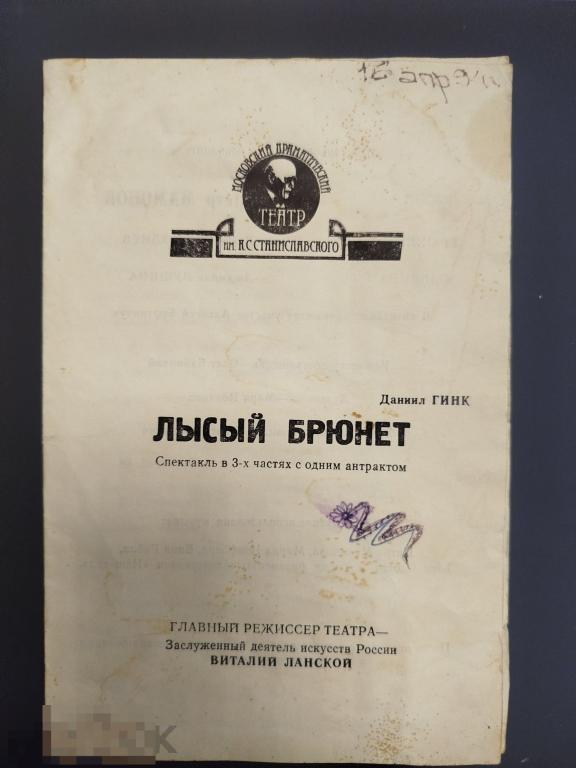 16 апр 94
МОСКОВСКИЙ ДРАМАТИЧЕСКИЙ
ТЕАТР
ИМ. К.С. СТАНИСЛАВСКОГО
Даниил ГИНК
ЛЫСЫЙ БРЮНЕТ
Спектакль в 3-х частях с одним антрактом
ГЛАВНЫЙ РЕЖИССЕР ТЕАТРА—
Заслуженный деятель искусств России
ВИТАЛИЙ ЛАНСКОЙ